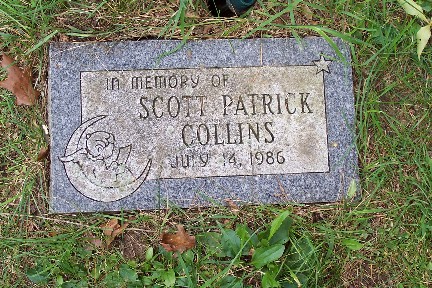 IN MEMORY OF
SCOTT PATRICK
COLLINS
JULY 14, 1986